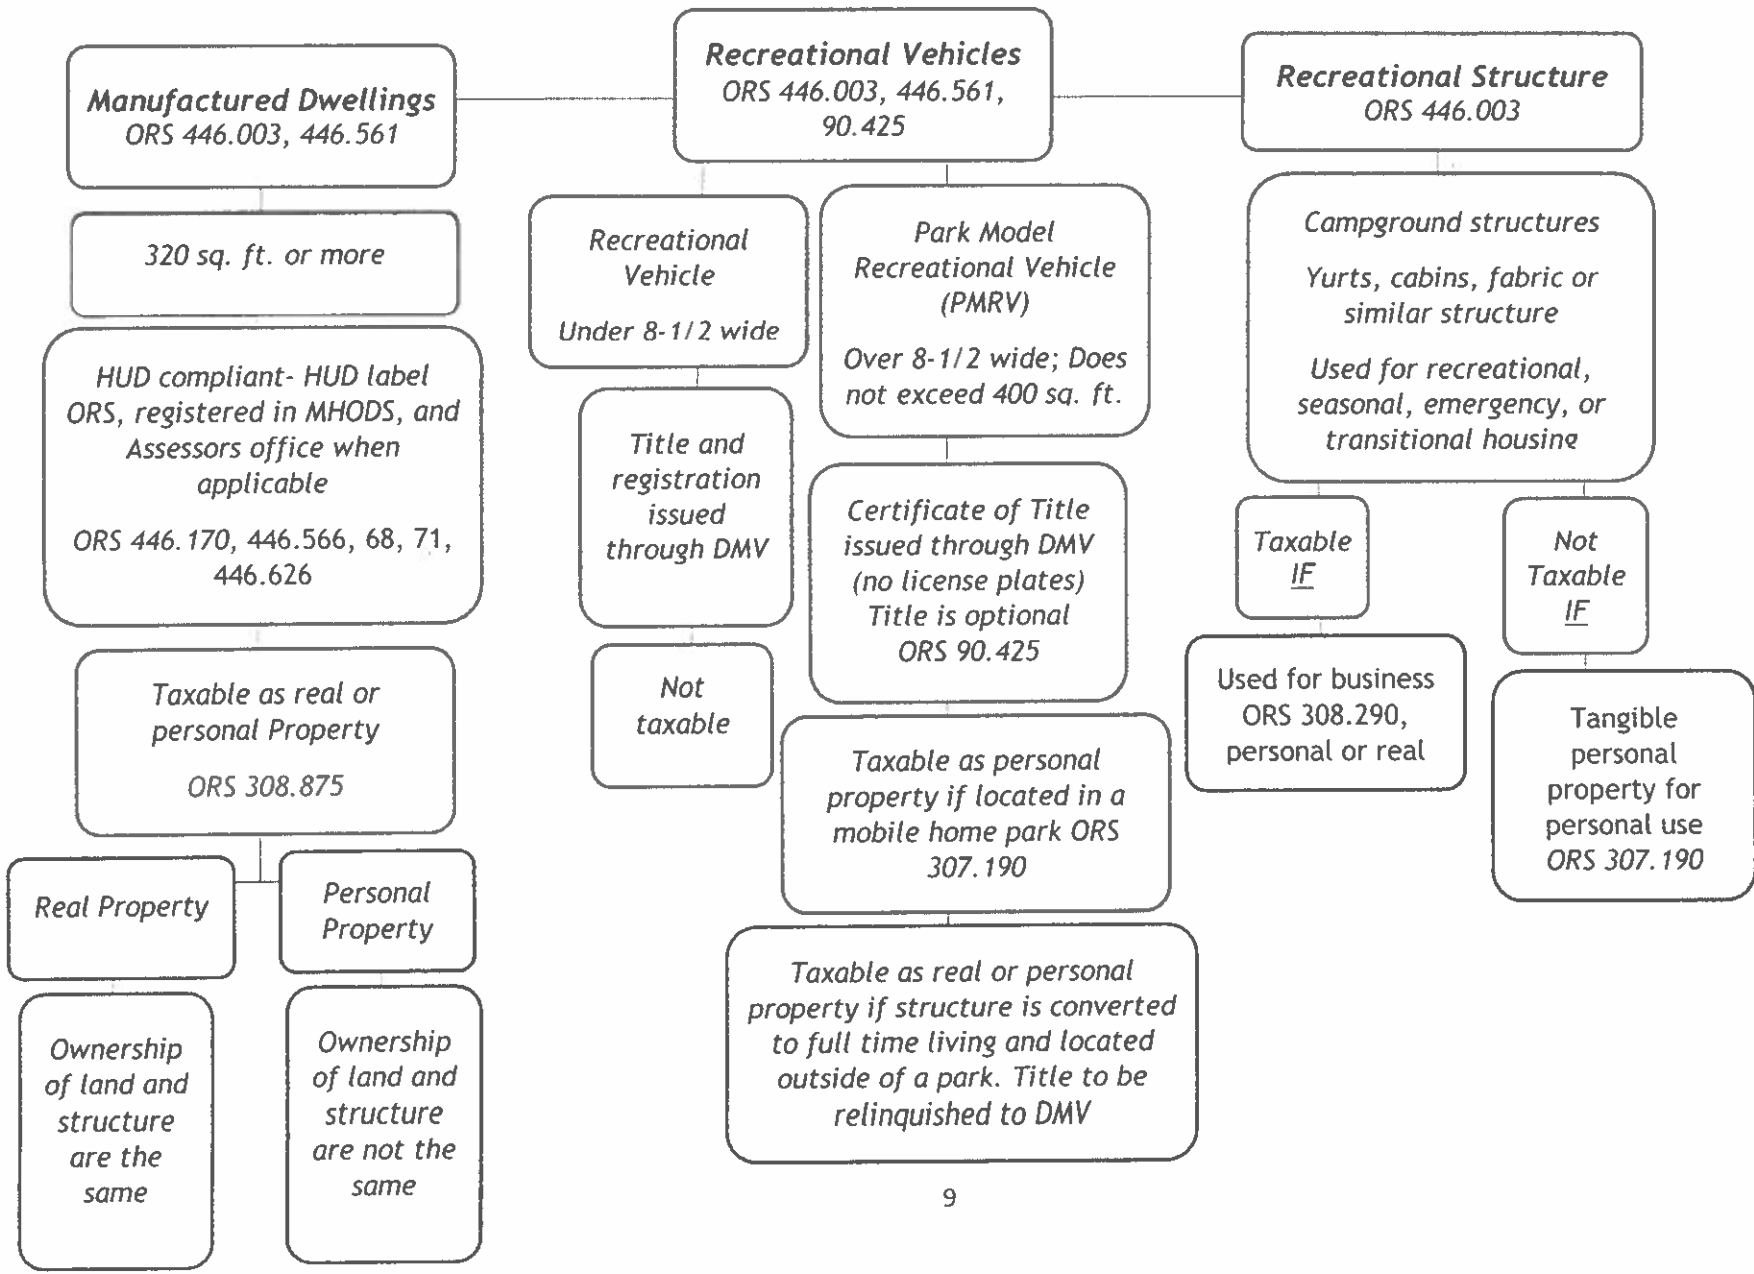 Manufactured Dwellings
ORS 446.003, 446.561
320 sq. ft. or more
HUD compliant- HUD label
ORS, registered in MHODS, and
Assessors office when
applicable
ORS 446.170, 446.566, 68, 71,
446.626
Taxable as real or
personal Property
ORS 308.875
Real Property
Ownership
of land and
structure
are the
same
Personal
Property
Ownership
of land and
structure
are not the
same
Recreational Vehicles
ORS 446.003, 446.561,
90.425
Recreational
Vehicle
Under 8-1/2 wide
Title and
registration
issued
through DMV
Not
taxable
Park Model
Recreational Vehicle
(PMRV)
Over 8-1/2 wide; Does
not exceed 400 sq. ft.
Certificate of Title
issued through DMV
(no license plates)
Title is optional
ORS 90.425
Taxable as personal
property if located in a
mobile home park ORS
307.190
Taxable as real or personal
property if structure is converted
to full time living and located
outside of a park. Title to be
relinquished to DMV
Recreational Structure
ORS 446.003
Campground structures
Yurts, cabins, fabric or
similar structure
Used for recreational,
seasonal, emergency, or
transitional housing
Taxable
IF
Used for business
ORS 308.290,
personal or real
Not
Taxable
IF
Tangible
personal
property for
personal use
ORS 307.190
9